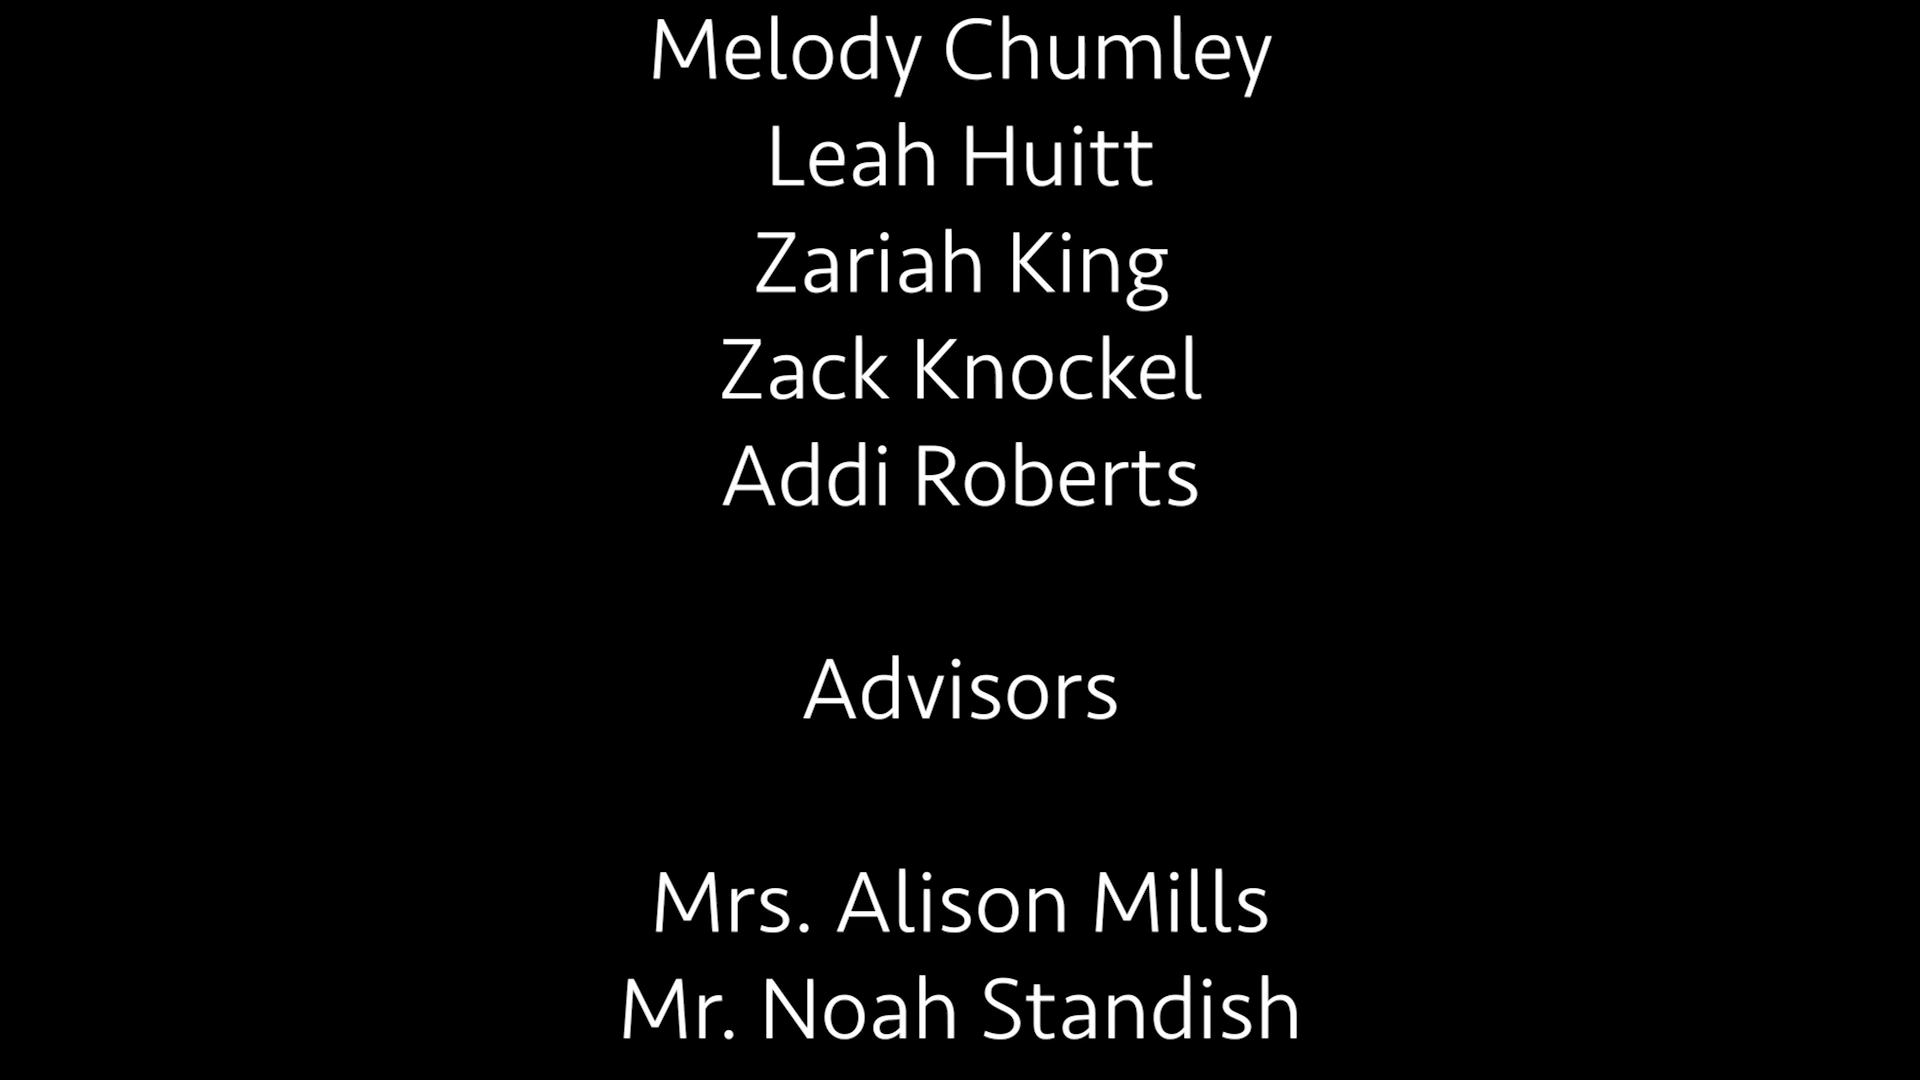 Melody Chumley
Leah Huitt
Zariah King
Zack Knockel
Addi Roberts
Advisors
Mrs. Alison Mills
Mr. Noah Standish